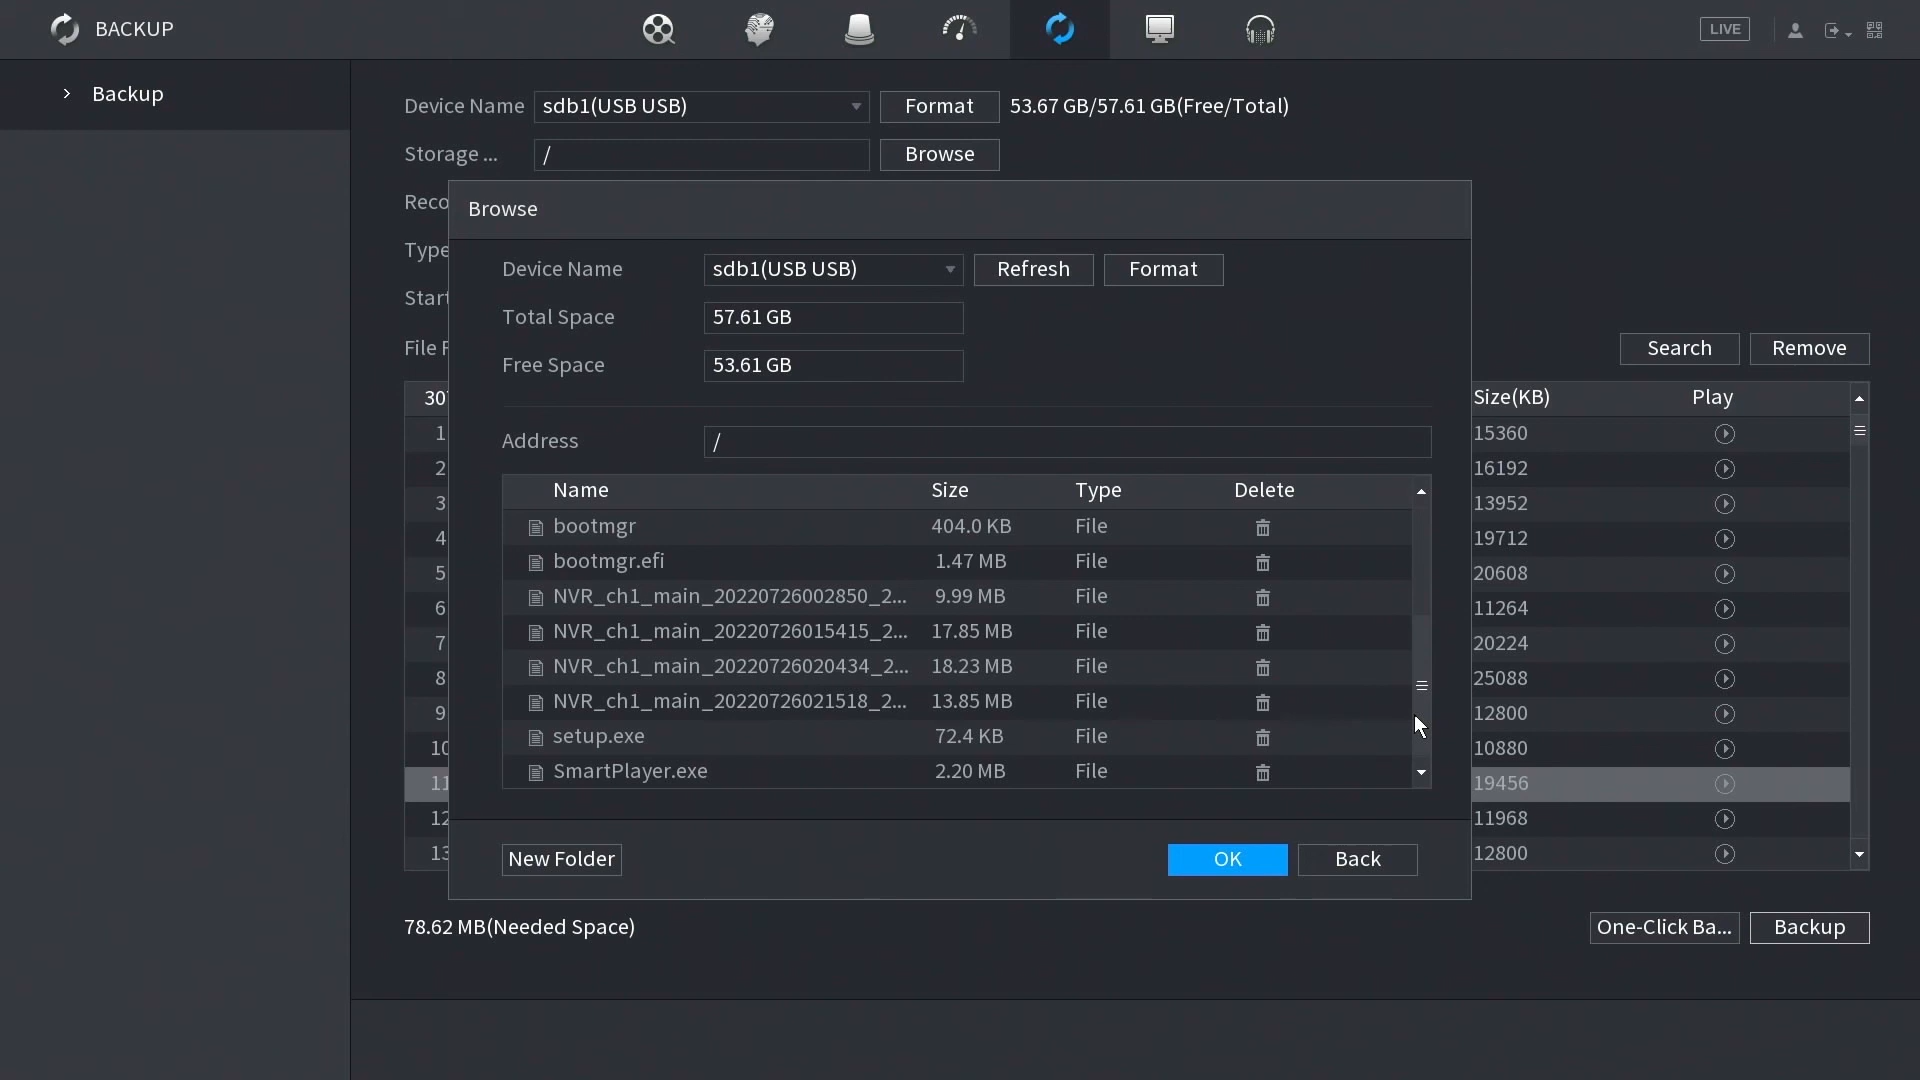 BACKUP
LIVE
Backup
Device Name sdb1(USB USB) Format 53.67 GB/57.61 GB(Free/Total)
Storage ... / Browse
Reco
Type
Start
File F
Search Remove
Browse
Device Name sdb1(USB USB) Refresh Format
Total Space 57.61 GB
Free Space 53.61 GB
Address /
Name Size Type Delete
bootmgr 404.0 KB File
bootmgr.efi 1.47 MB File
NVR_ch1_main_20220726002850_2... 9.99 MB File
NVR_ch1_main_20220726015415_2... 17.85 MB File
NVR_ch1_main_20220726020434_2... 18.23 MB File
NVR_ch1_main_20220726021518_2... 13.85 MB File
setup.exe 72.4 KB File
SmartPlayer.exe 2.20 MB File
New Folder OK Back
30 Size(KB) Play
1 15360
2 16192
3 13952
4 19712
5 20608
6 11264
7 20224
8 25088
9 12800
10 10880
11 19456
12 11968
13 12800
78.62 MB(Needed Space)
One-Click Ba... Backup